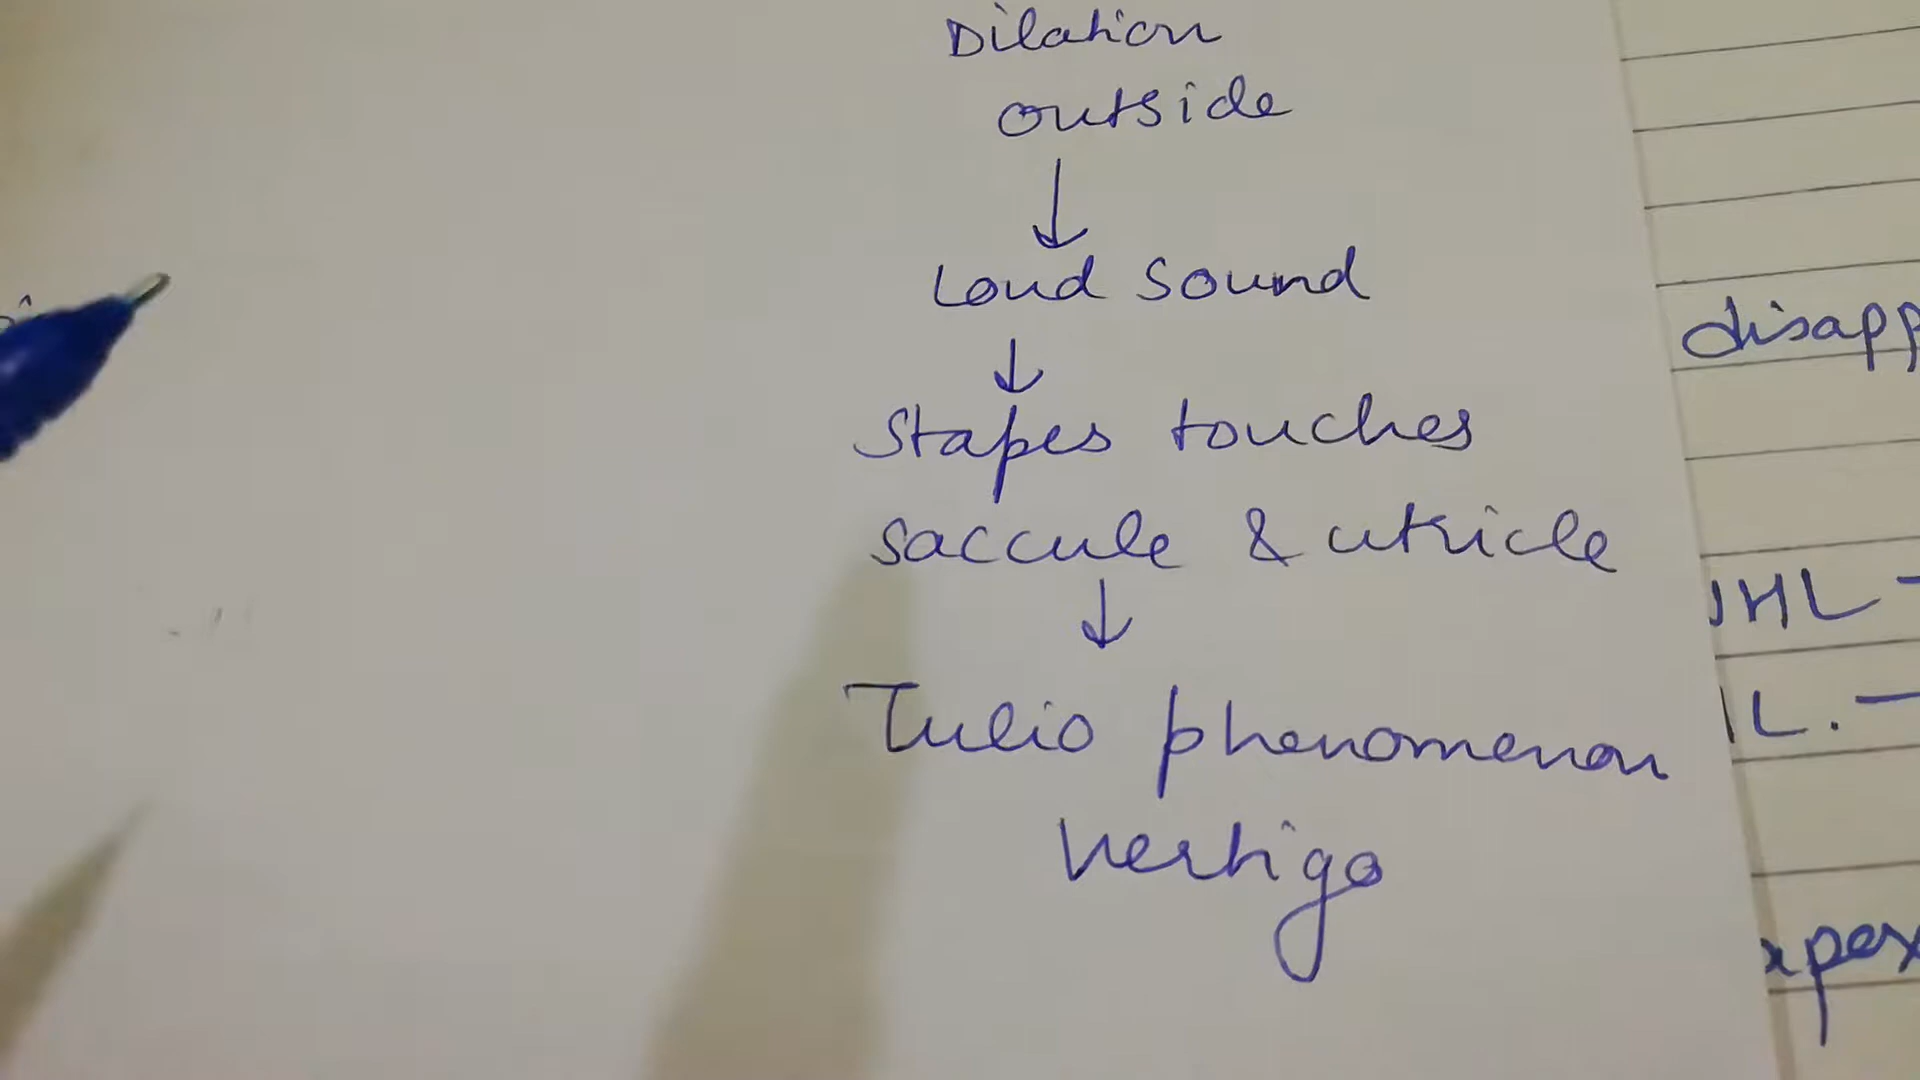 Dilation
outside
↓
Loud sound
↓
Stapes touches
saccule & utricle
↓
Tulio phenomenon
vertigo
disapp
HL -
L. -
apex